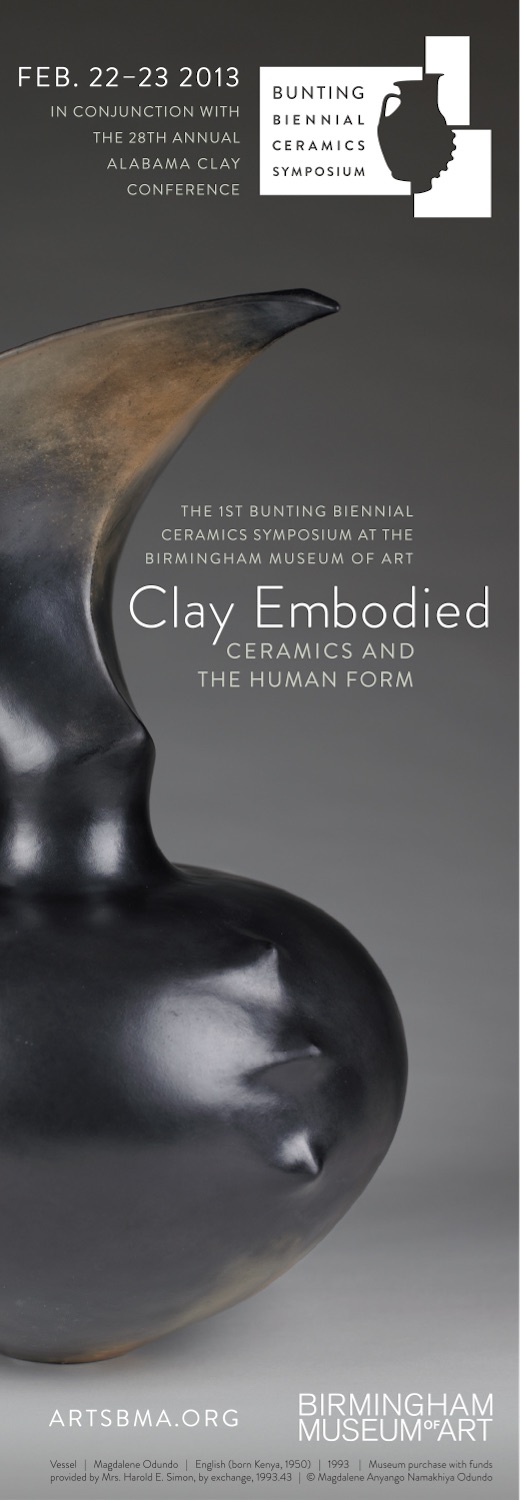 FEB. 22–23 2013
IN CONJUNCTION WITH
THE 28TH ANNUAL
ALABAMA CLAY
CONFERENCE
BUNTING
BIENNIAL
CERAMICS
SYMPOSIUM
THE 1ST BUNTING BIENNIAL
CERAMICS SYMPOSIUM AT THE
BIRMINGHAM MUSEUM OF ART
Clay Embodied
CERAMICS AND
THE HUMAN FORM
ARTSBMA.ORG
BIRMINGHAM
MUSEUM OF ART
Vessel | Magdalene Odundo | English (born Kenya, 1950) | 1993 | Museum purchase with funds
provided by Mrs. Harold E. Simon, by exchange, 1993.43 | © Magdalene Anyango Namakhiya Odundo